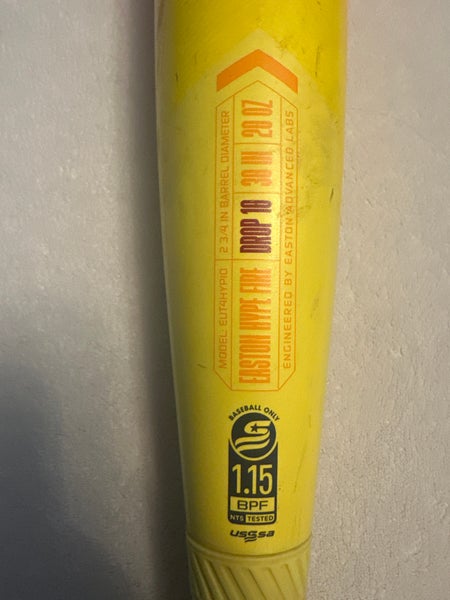 MODEL: EUT4HYP10 2 3/4 IN BARREL DIAMETER
EASTON HYPE FIRE DROP 10 30 IN 20 OZ
ENGINEERED BY EASTON ADVANCED LABS
BASEBALL ONLY
1.15
BPF
NTS TESTED
USSSA